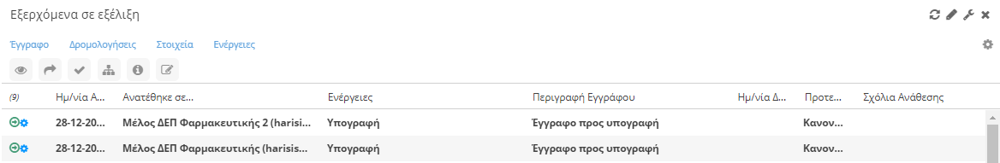 Εξερχόμενα σε εξέλιξη
Έγγραφο Δρομολογήσεις Στοιχεία Ενέργειες
(9) Ημ/νία Α... Ανατέθηκε σε... Ενέργειες Περιγραφή Εγγράφου Ημ/νία Δ... Προτε... Σχόλια Ανάθεσης
28-12-20... Μέλος ΔΕΠ Φαρμακευτικής 2 (harisi... Υπογραφή Έγγραφο προς υπογραφή Κανον...
28-12-20... Μέλος ΔΕΠ Φαρμακευτικής (harisis... Υπογραφή Έγγραφο προς υπογραφή Κανον...